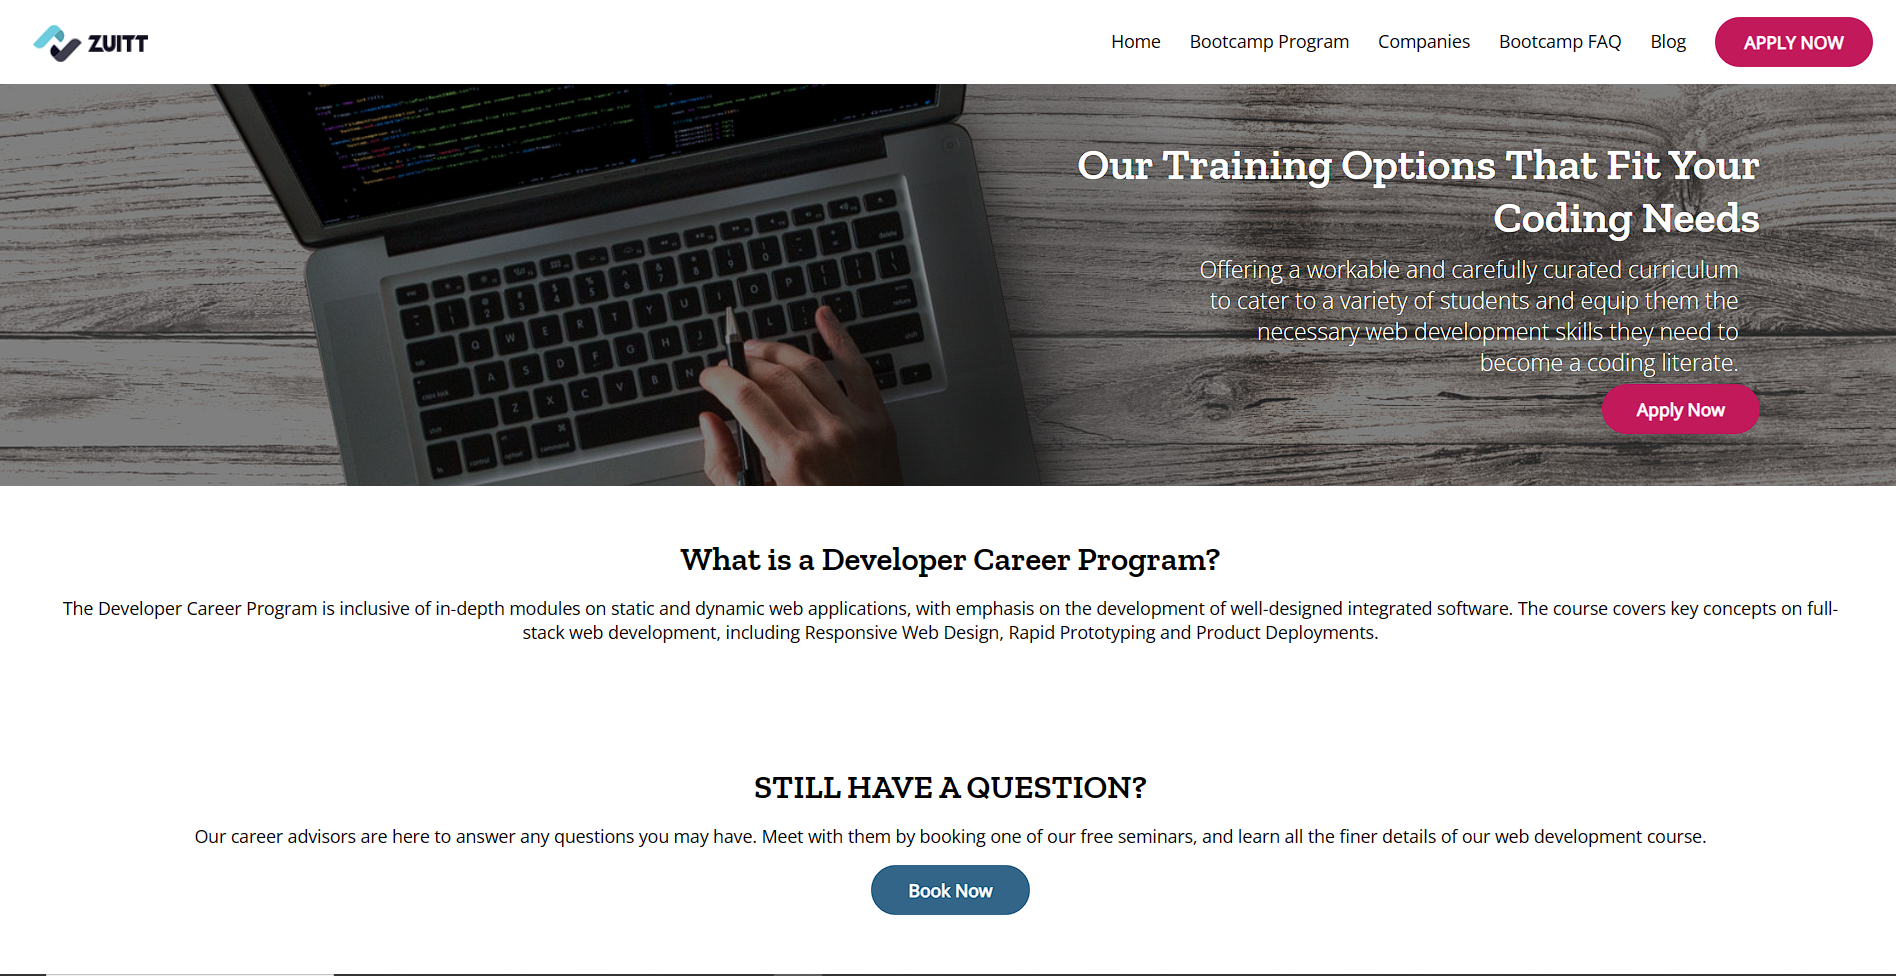 ZUITT
Home Bootcamp Program Companies Bootcamp FAQ Blog APPLY NOW
Our Training Options That Fit Your
Coding Needs
Offering a workable and carefully curated curriculum
to cater to a variety of students and equip them the
necessary web development skills they need to
become a coding literate.
Apply Now
What is a Developer Career Program?
The Developer Career Program is inclusive of in-depth modules on static and dynamic web applications, with emphasis on the development of well-designed integrated software. The course covers key concepts on full-
stack web development, including Responsive Web Design, Rapid Prototyping and Product Deployments.
STILL HAVE A QUESTION?
Our career advisors are here to answer any questions you may have. Meet with them by booking one of our free seminars, and learn all the finer details of our web development course.
Book Now